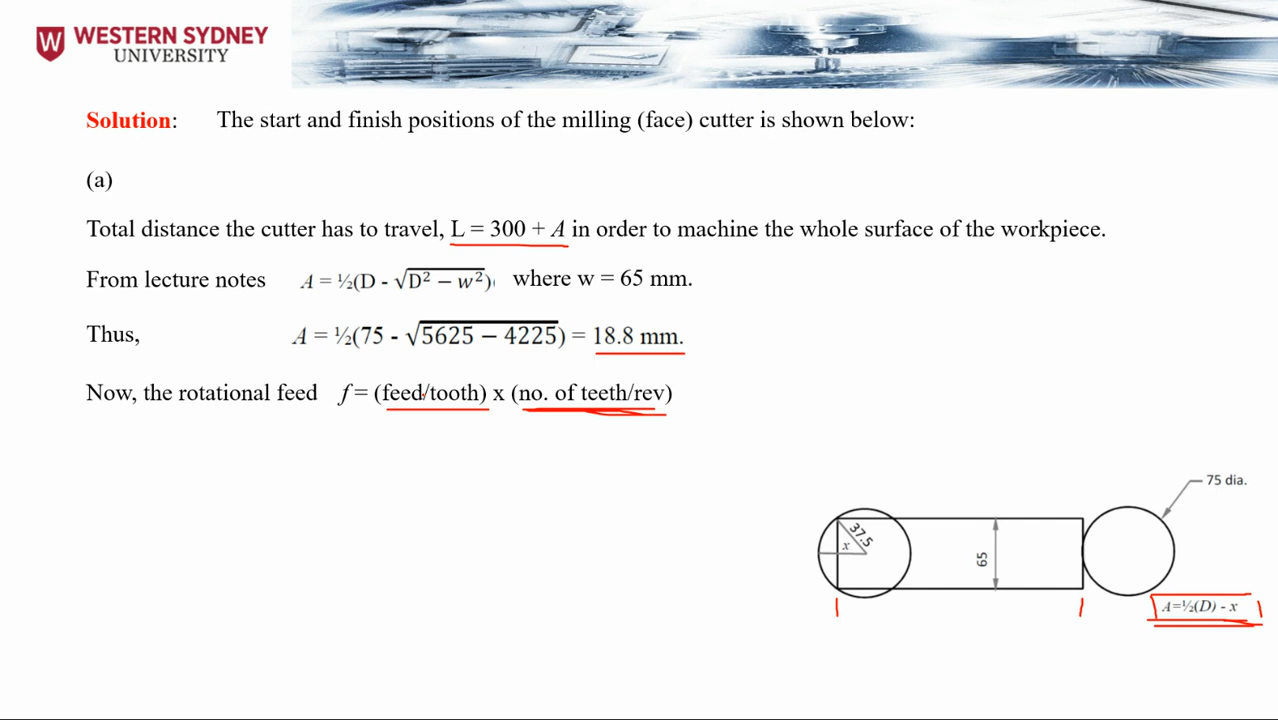 WESTERN SYDNEY
UNIVERSITY
Solution: The start and finish positions of the milling (face) cutter is shown below:
(a)
Total distance the cutter has to travel, L = 300 + A in order to machine the whole surface of the workpiece.
From lecture notes A = ½(D - √D² − w²) where w = 65 mm.
Thus, A = ½(75 - √5625 − 4225) = 18.8 mm.
Now, the rotational feed f = (feed/tooth) x (no. of teeth/rev)
75 dia.
37.5
x
65
A=½(D) - x